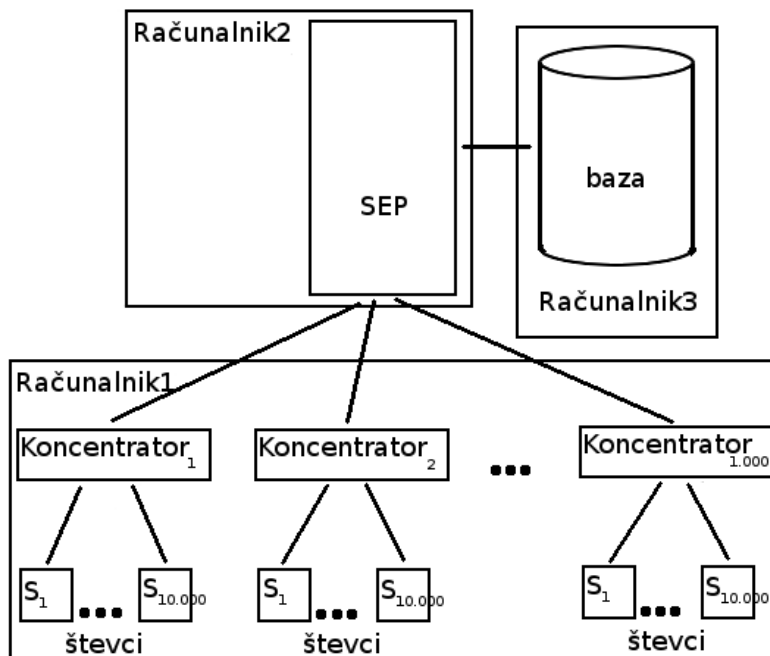 Računalnik2
SEP
baza
Računalnik3
Računalnik1
Koncentrator1
Koncentrator2
...
Koncentrator1.000
S1 ... S10.000
S1 ... S10.000
S1 ... S10.000
števci
števci
števci